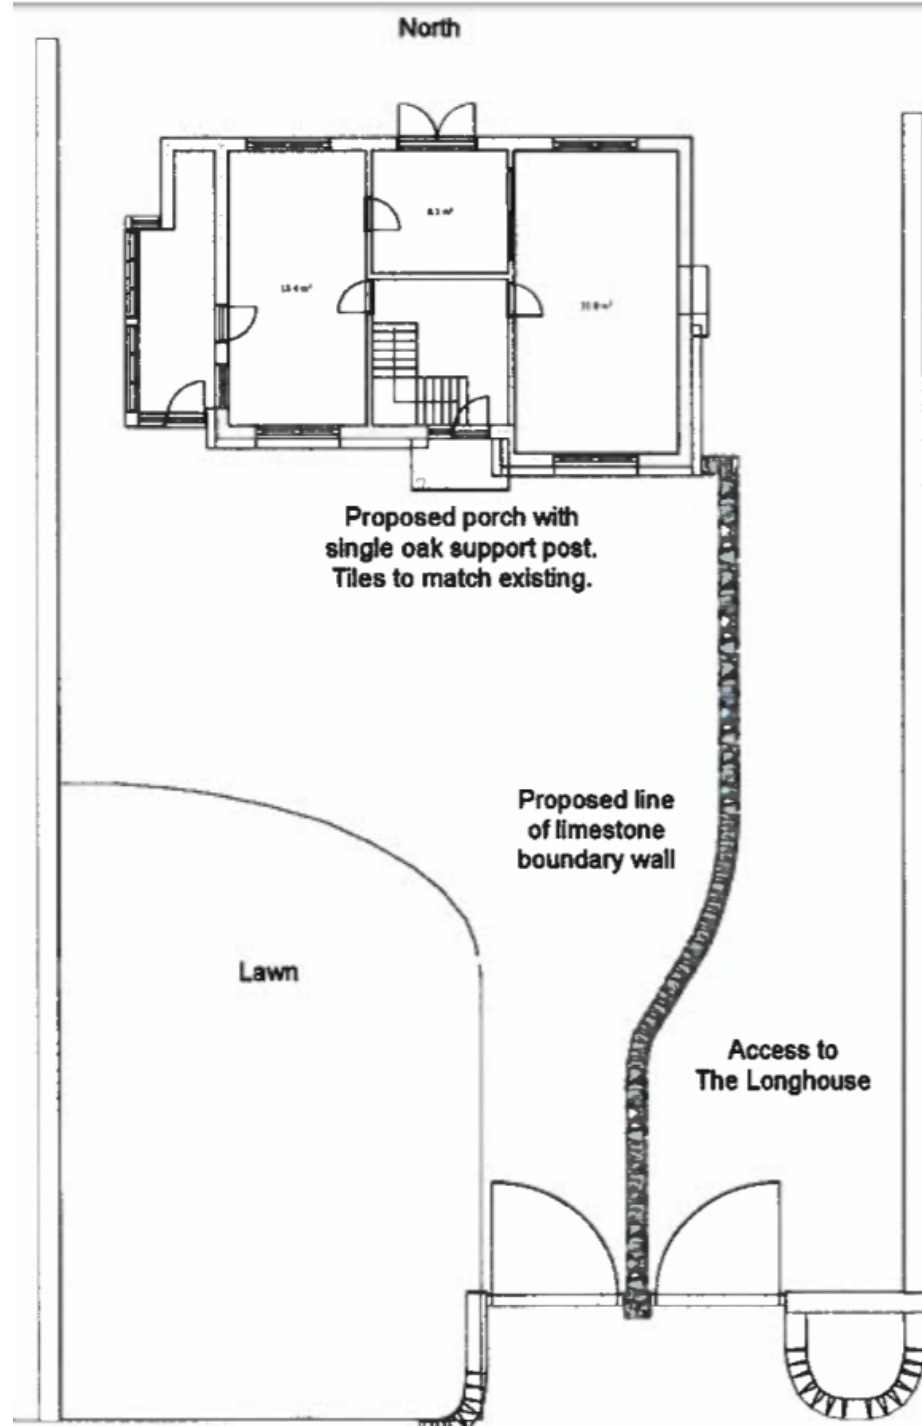 North
Proposed porch with
single oak support post.
Tiles to match existing.
Proposed line
of limestone
boundary wall
Lawn
Access to
The Longhouse